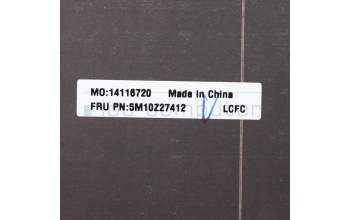 MO:14116720 Made in China
FRU PN:5M10Z27412 LCFC